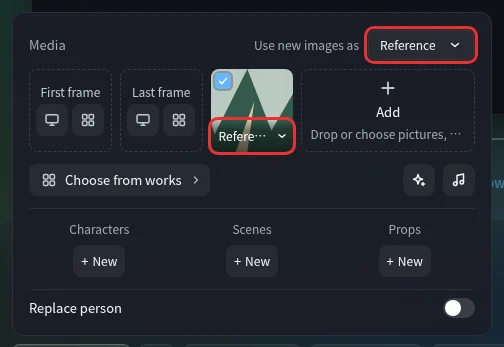 Media
Use new images as
Reference
First frame
Last frame
Refere···
Add
Drop or choose pictures, ···
Choose from works
Characters
Scenes
Props
+ New
+ New
+ New
Replace person